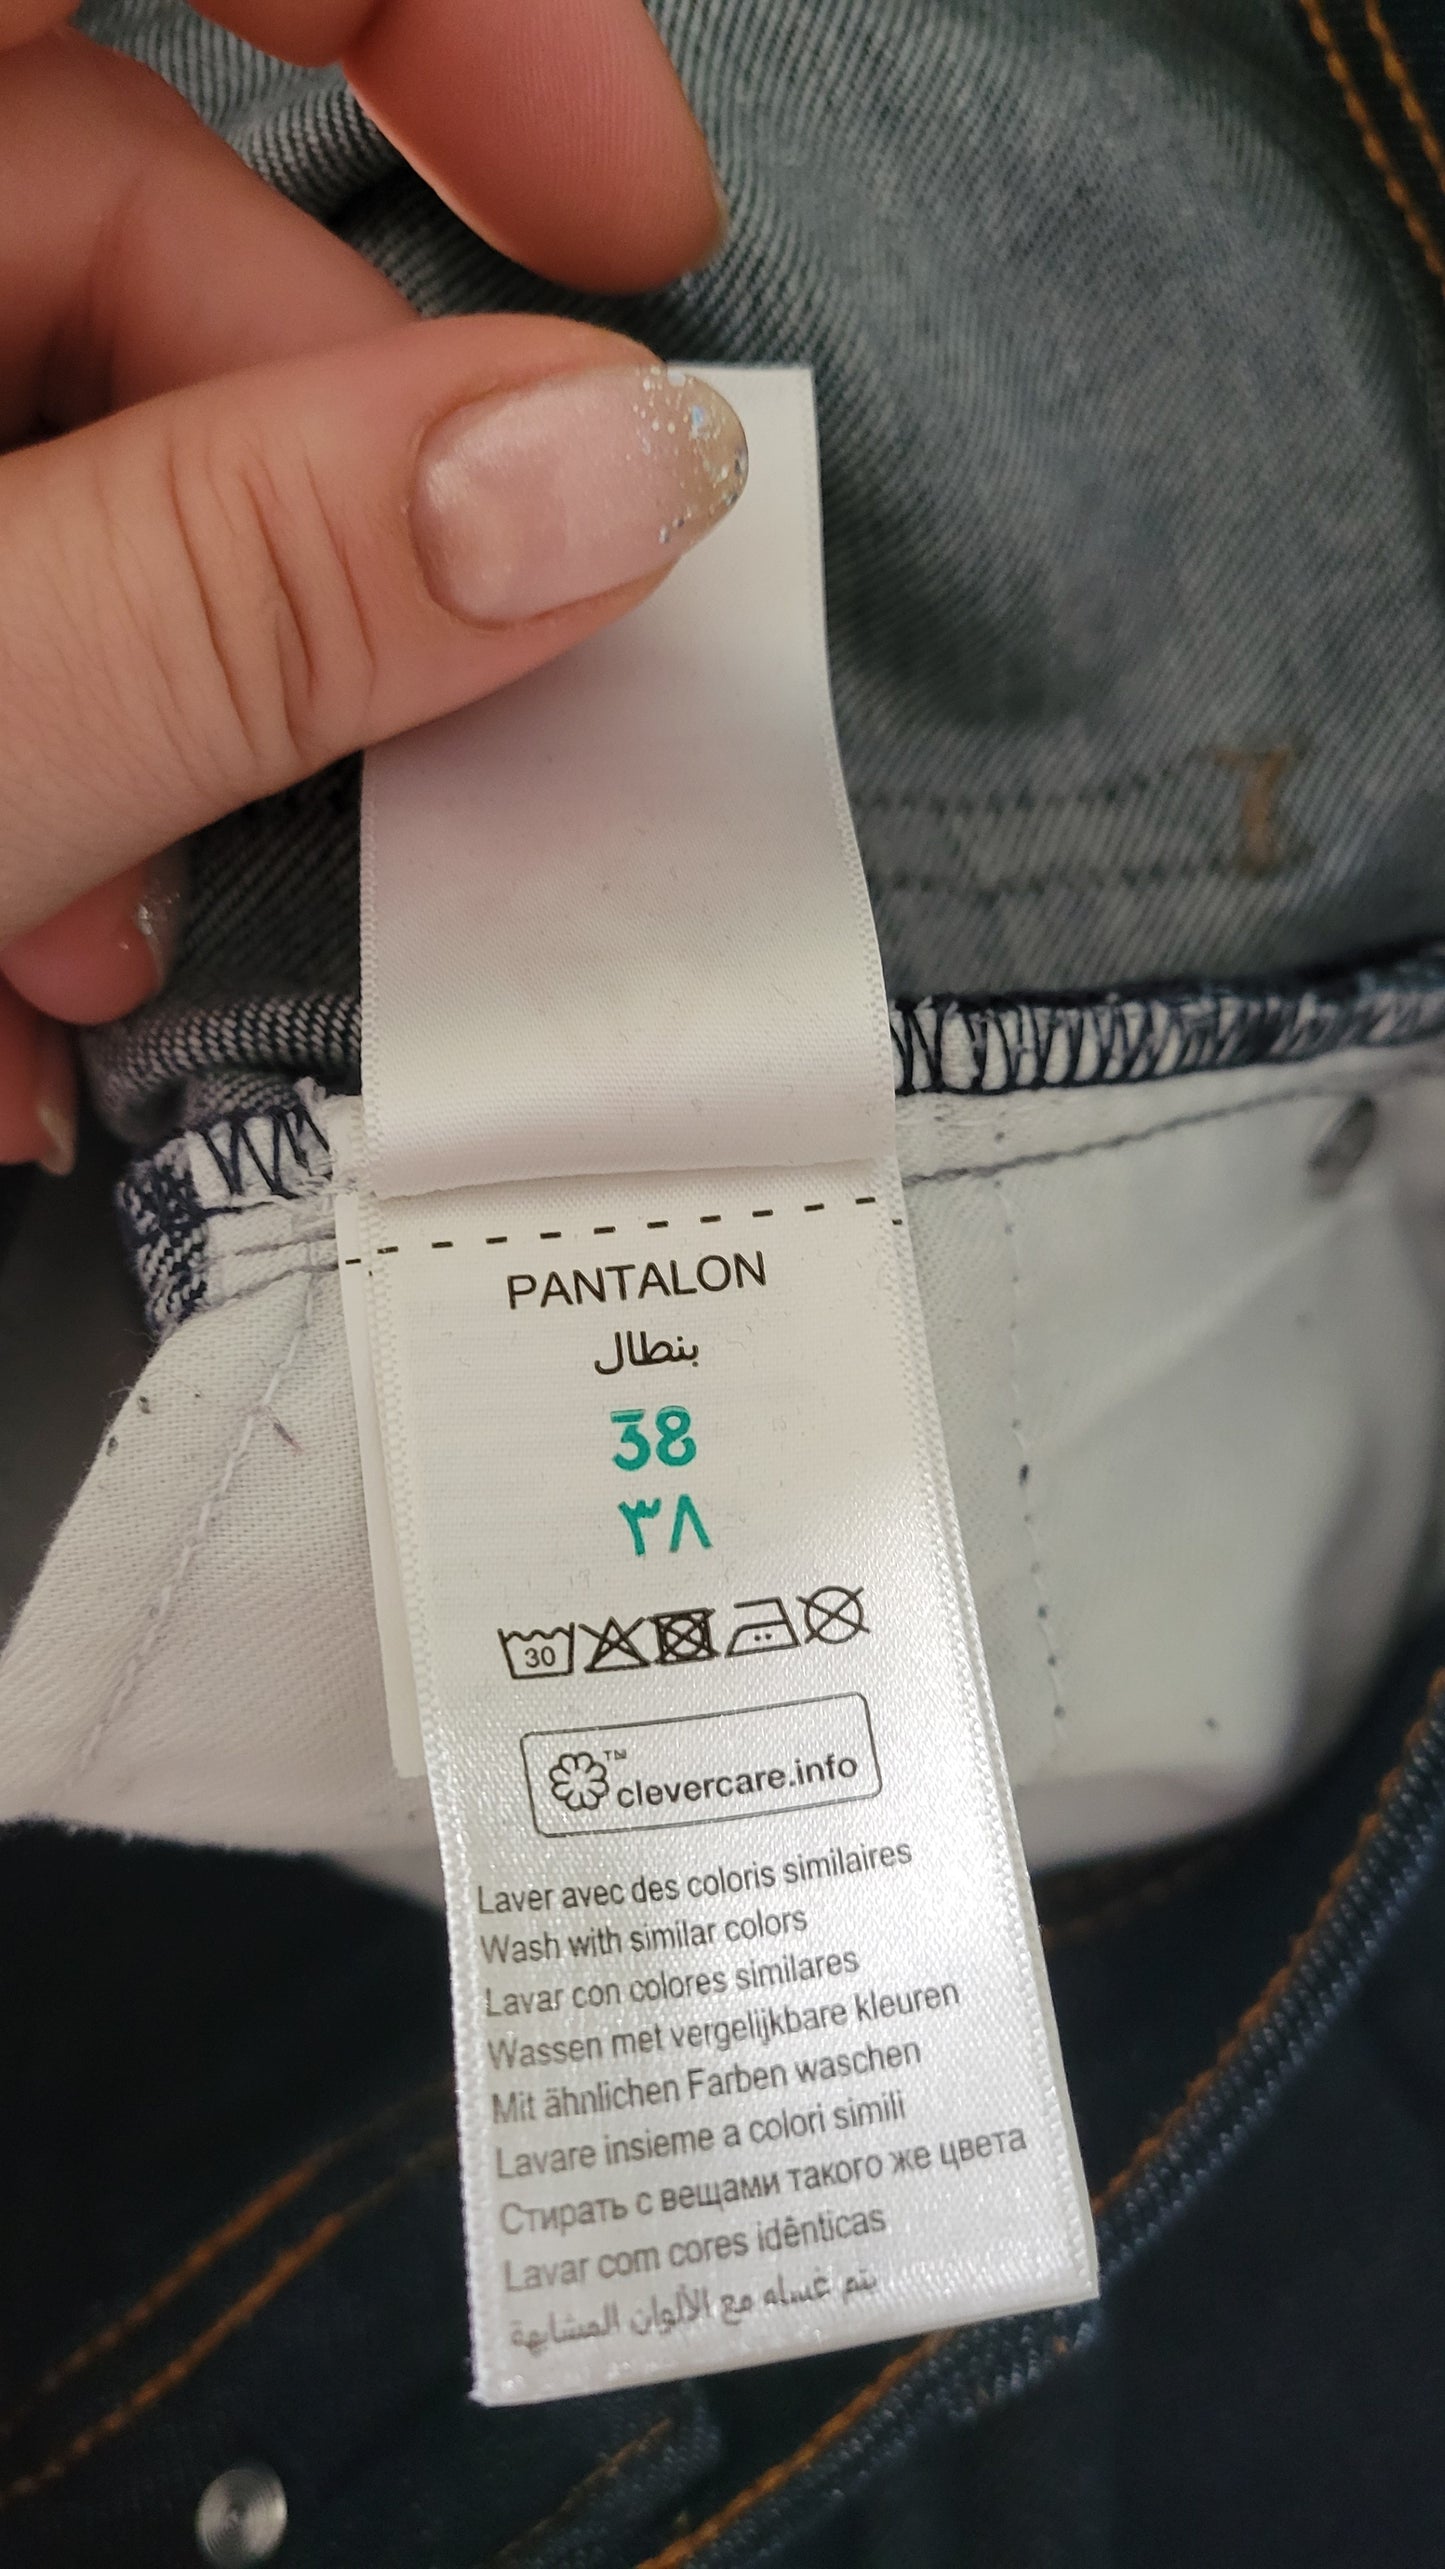 PANTALON
بنطال
38
٣٨
30
TM
clevercare.info
Laver avec des coloris similaires
Wash with similar colors
Lavar con colores similares
Wassen met vergelijkbare kleuren
Mit ähnlichen Farben waschen
Lavare insieme a colori simili
Стирать с вещами такого же цвета
Lavar com cores idênticas
يتم غسله مع الألوان المشابهة